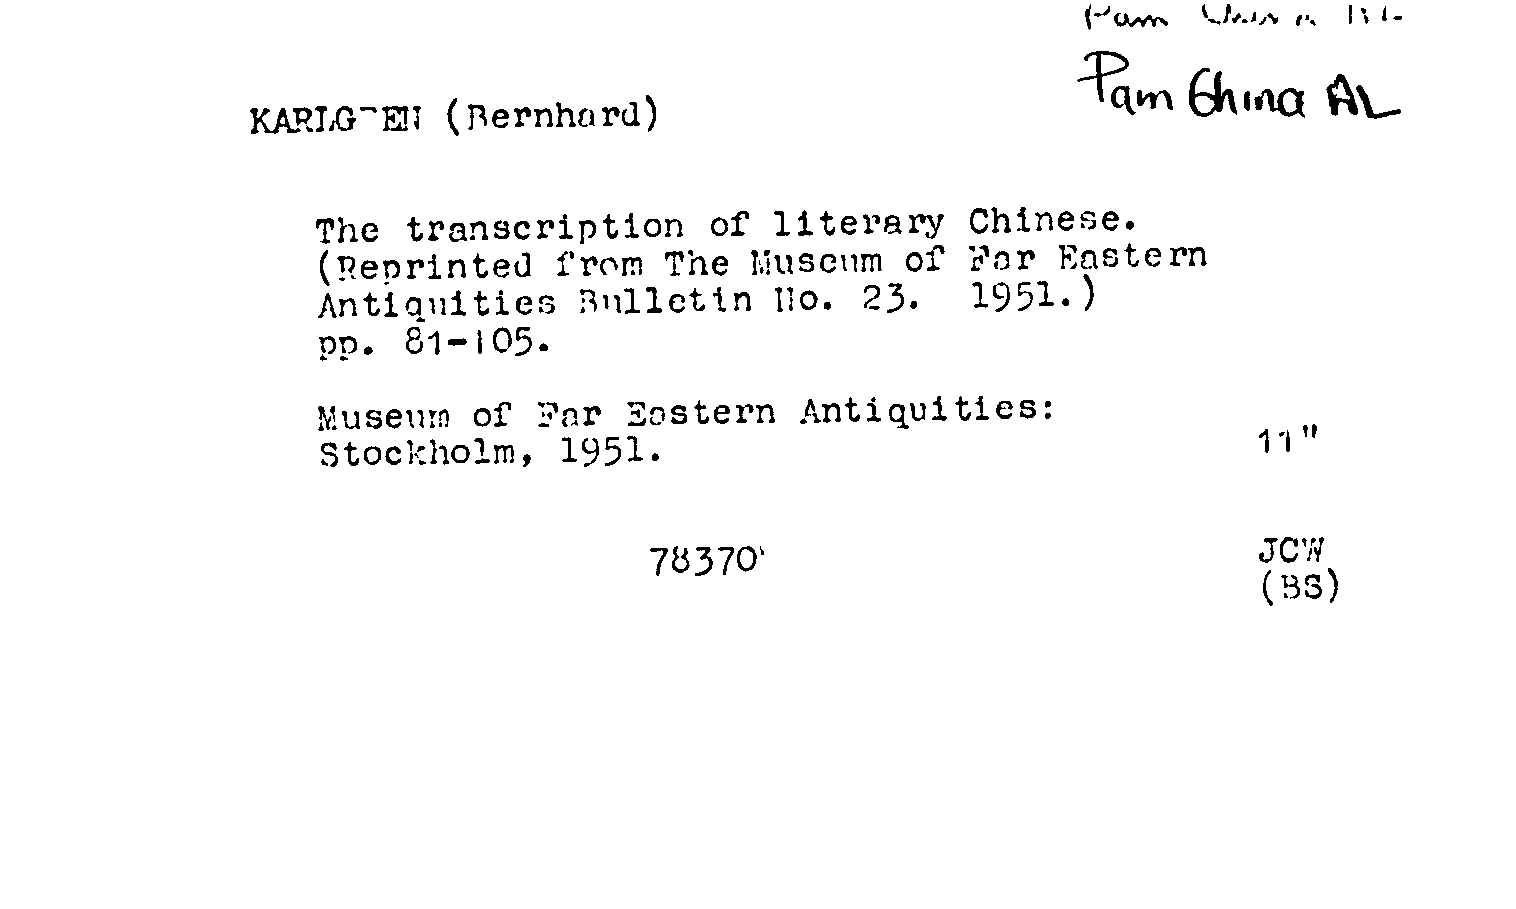 Pam China AL
KARLGREN (Bernhard)
The transcription of literary Chinese.
(Reprinted from The Museum of Far Eastern
Antiquities Bulletin No. 23. 1951.)
pp. 81-105.
Museum of Far Eastern Antiquities:
Stockholm, 1951.
11"
78370
JCW
(BS)